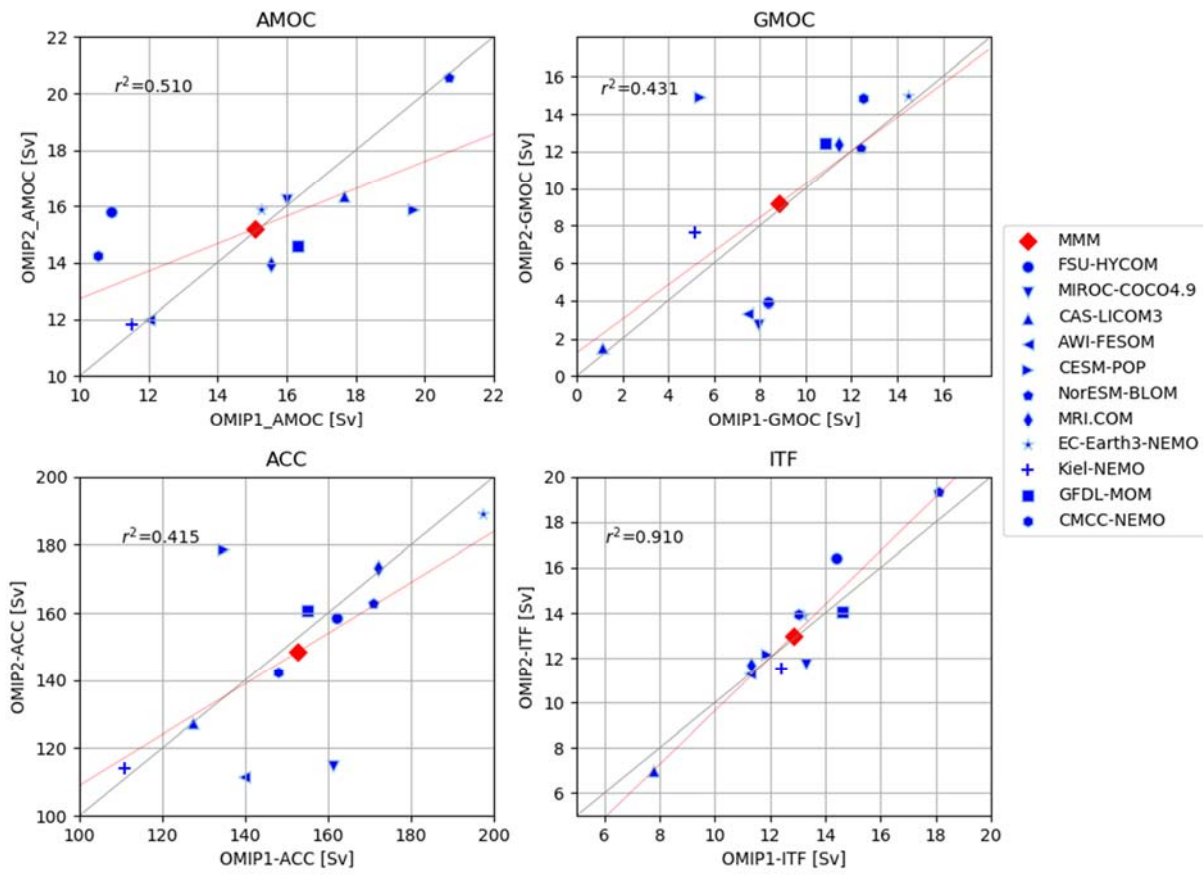 AMOC
22
20
18
16
14
12
10
r²=0.510
OMIP2_AMOC [Sv]
10 12 14 16 18 20 22
OMIP1_AMOC [Sv]
GMOC
16
14
12
10
8
6
4
2
0
r²=0.431
OMIP2-GMOC [Sv]
0 2 4 6 8 10 12 14 16
OMIP1-GMOC [Sv]
ACC
200
180
160
140
120
100
r²=0.415
OMIP2-ACC [Sv]
100 120 140 160 180 200
OMIP1-ACC [Sv]
ITF
20
18
16
14
12
10
8
6
r²=0.910
OMIP2-ITF [Sv]
6 8 10 12 14 16 18 20
OMIP1-ITF [Sv]
MMM
FSU-HYCOM
MIROC-COCO4.9
CAS-LICOM3
AWI-FESOM
CESM-POP
NorESM-BLOM
MRI.COM
EC-Earth3-NEMO
Kiel-NEMO
GFDL-MOM
CMCC-NEMO